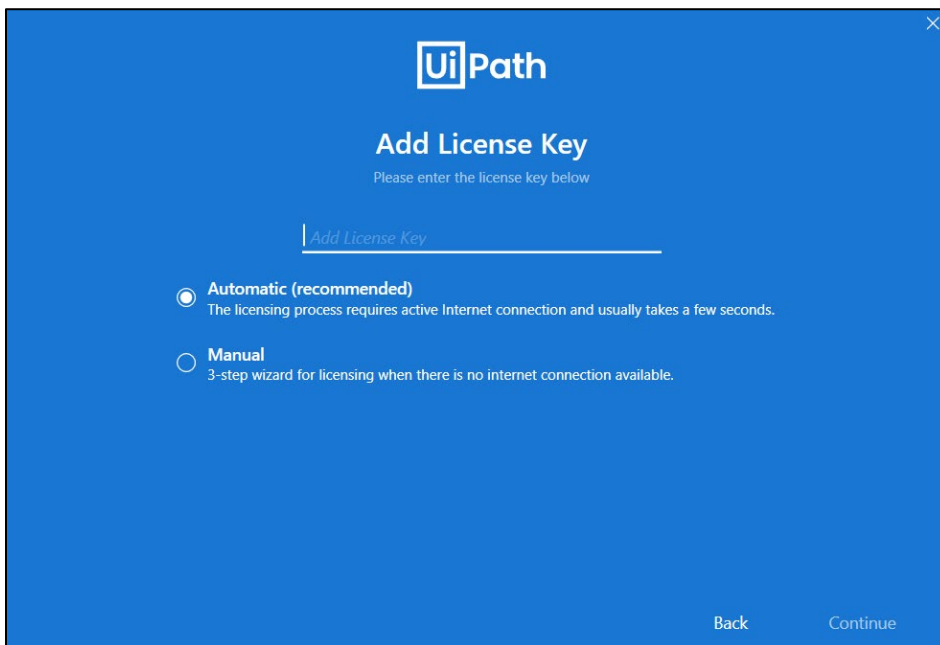 UiPath
Add License Key
Please enter the license key below
Add License Key
Automatic (recommended)
The licensing process requires active Internet connection and usually takes a few seconds.
Manual
3-step wizard for licensing when there is no internet connection available.
Back Continue